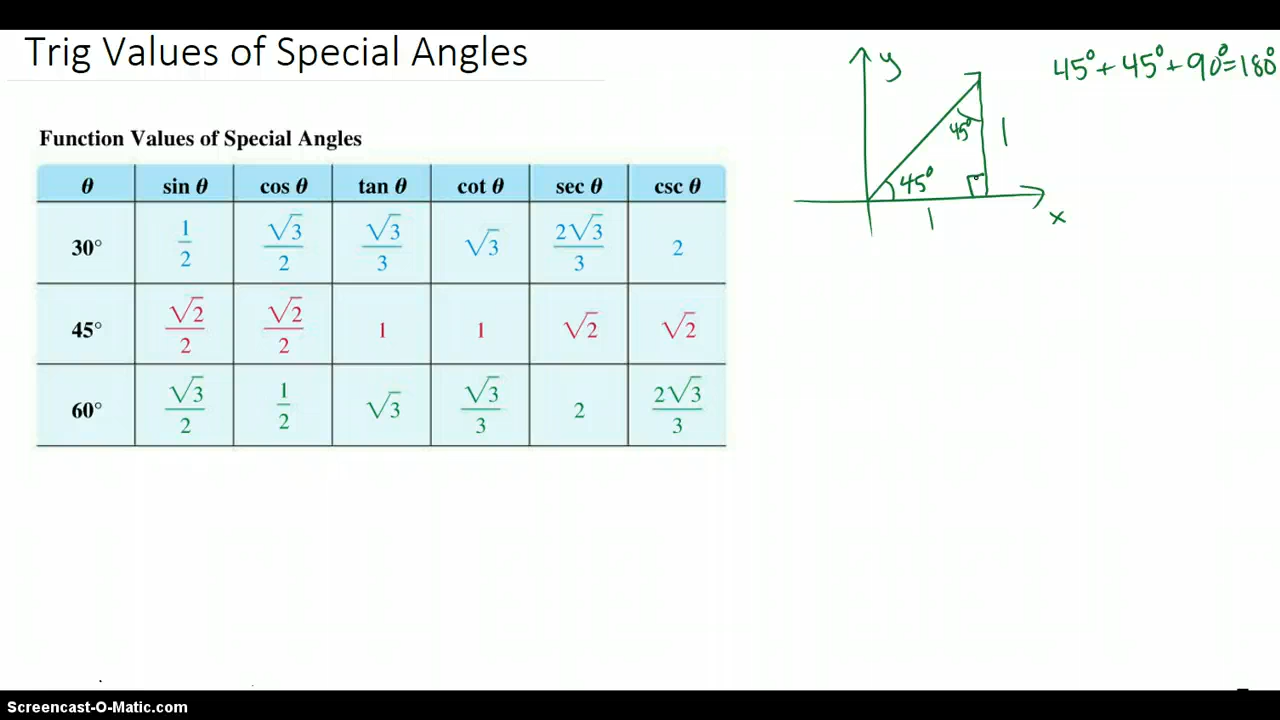 Trig Values of Special Angles
Function Values of Special Angles
θ sin θ cos θ tan θ cot θ sec θ csc θ
30° 1/2 √3/2 √3/3 √3 2√3/3 2
45° √2/2 √2/2 1 1 √2 √2
60° √3/2 1/2 √3 √3/3 2 2√3/3
y
45° + 45° + 90° = 180°
45°
1
45°
1
x
Screencast-O-Matic.com